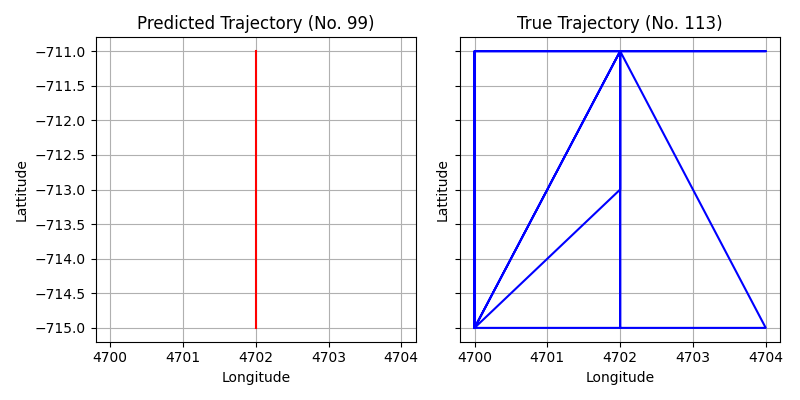 Predicted Trajectory (No. 99)
−711.0
−711.5
−712.0
−712.5
−713.0
−713.5
−714.0
−714.5
−715.0
Lattitude
4700 4701 4702 4703 4704
Longitude
True Trajectory (No. 113)
Lattitude
4700 4701 4702 4703 4704
Longitude